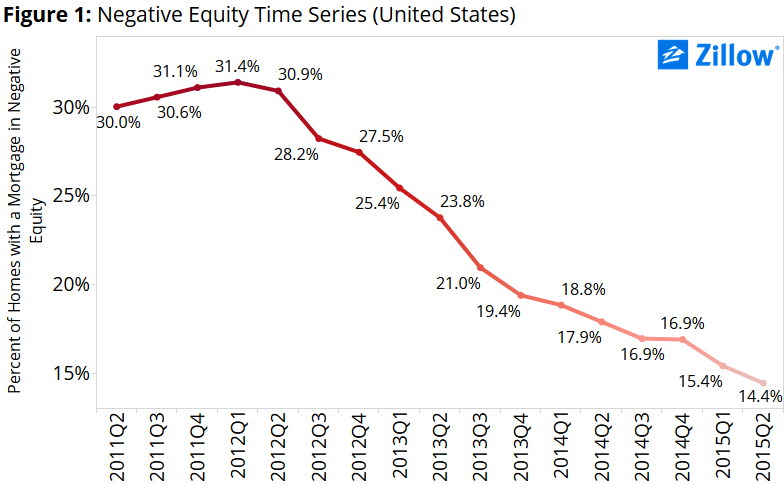 Figure 1: Negative Equity Time Series (United States)
Zillow
Percent of Homes with a Mortgage in Negative
Equity
30%
25%
20%
15%
30.0%
30.6%
31.1%
31.4%
30.9%
28.2%
27.5%
25.4%
23.8%
21.0%
19.4%
18.8%
17.9%
16.9%
16.9%
15.4%
14.4%
2011Q2
2011Q3
2011Q4
2012Q1
2012Q2
2012Q3
2012Q4
2013Q1
2013Q2
2013Q3
2013Q4
2014Q1
2014Q2
2014Q3
2014Q4
2015Q1
2015Q2